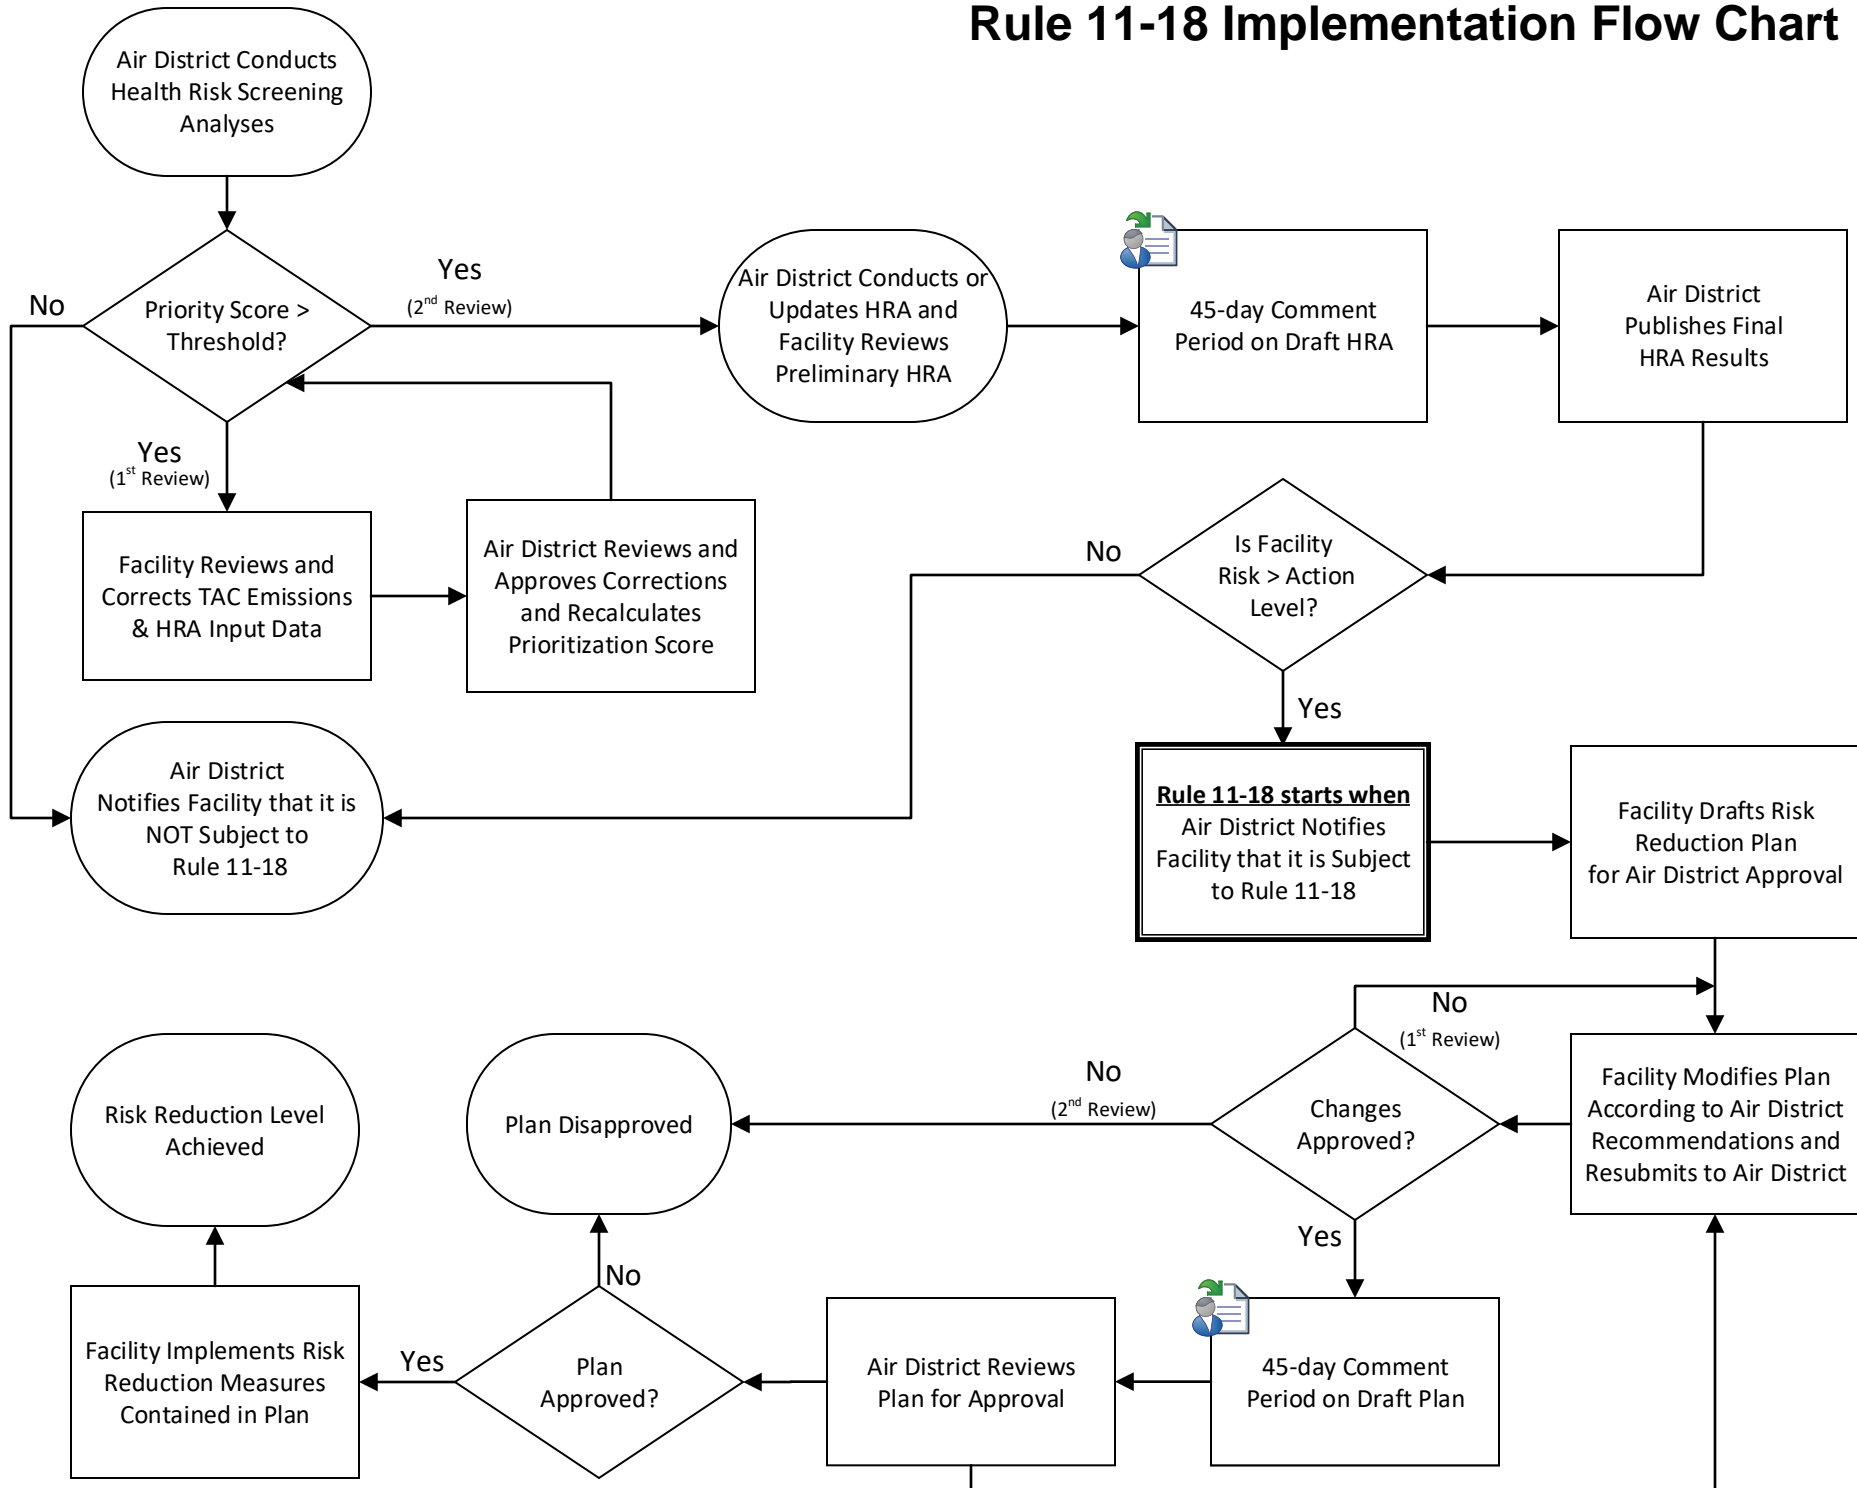 Rule 11-18 Implementation Flow Chart
Air District Conducts
Health Risk Screening
Analyses
No
Priority Score >
Threshold?
Yes
(2nd Review)
Air District Conducts or
Updates HRA and
Facility Reviews
Preliminary HRA
45-day Comment
Period on Draft HRA
Air District
Publishes Final
HRA Results
Yes
(1st Review)
Facility Reviews and
Corrects TAC Emissions
& HRA Input Data
Air District Reviews and
Approves Corrections
and Recalculates
Prioritization Score
No
Is Facility
Risk > Action
Level?
Yes
Air District
Notifies Facility that it is
NOT Subject to
Rule 11-18
Rule 11-18 starts when
Air District Notifies
Facility that it is Subject
to Rule 11-18
Facility Drafts Risk
Reduction Plan
for Air District Approval
No
(1st Review)
Risk Reduction Level
Achieved
Plan Disapproved
No
(2nd Review)
Changes
Approved?
Facility Modifies Plan
According to Air District
Recommendations and
Resubmits to Air District
Yes
No
Facility Implements Risk
Reduction Measures
Contained in Plan
Yes
Plan
Approved?
Air District Reviews
Plan for Approval
45-day Comment
Period on Draft Plan